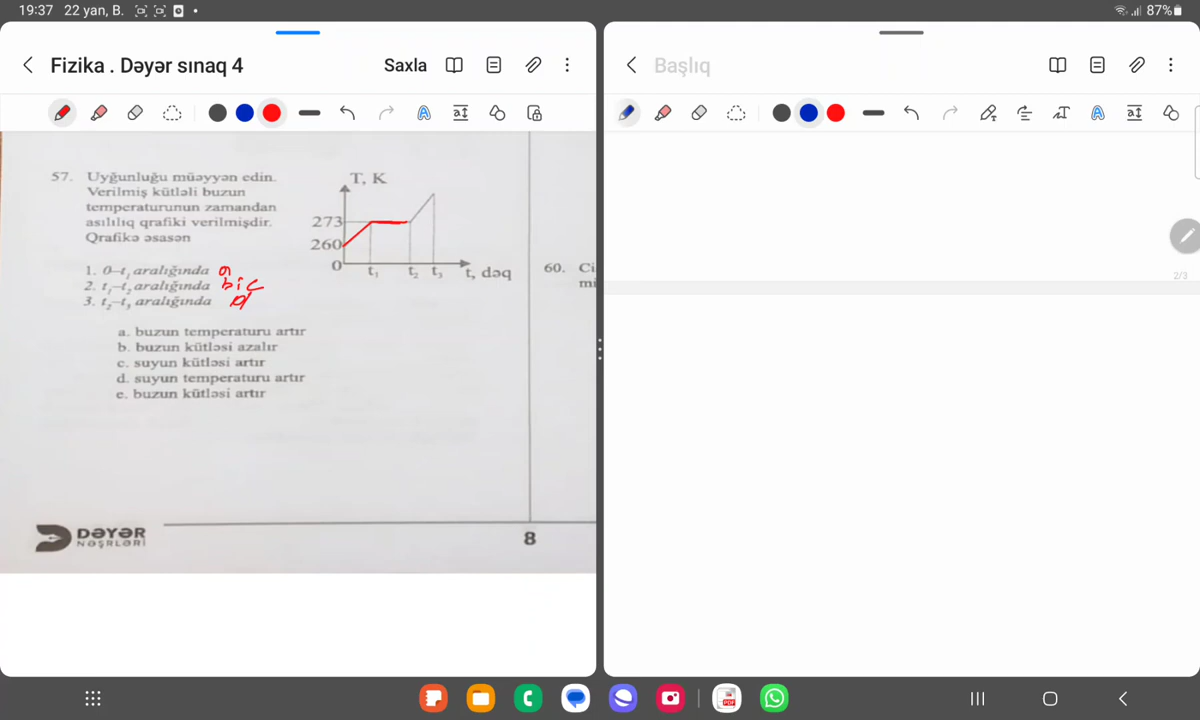 19:37 22 yan, B.
87%
Fizika . Dəyər sınaq 4
Saxla
Başlıq
57. Uyğunluğu müəyyən edin.
Verilmiş kütləli buzun
temperaturunun zamandan
asılılıq qrafiki verilmişdir.
Qrafikə əsasən
T, K
273
260
0
t₁ t₂ t₃ t, dəq
1. 0–t₁ aralığında a
2. t₁–t₂ aralığında b i c
3. t₂–t₃ aralığında d
a. buzun temperaturu artır
b. buzun kütləsi azalır
c. suyun kütləsi artır
d. suyun temperaturu artır
e. buzun kütləsi artır
60. Ci
mi
DƏYƏR
NƏŞRLƏRİ
8
2/3
PDF